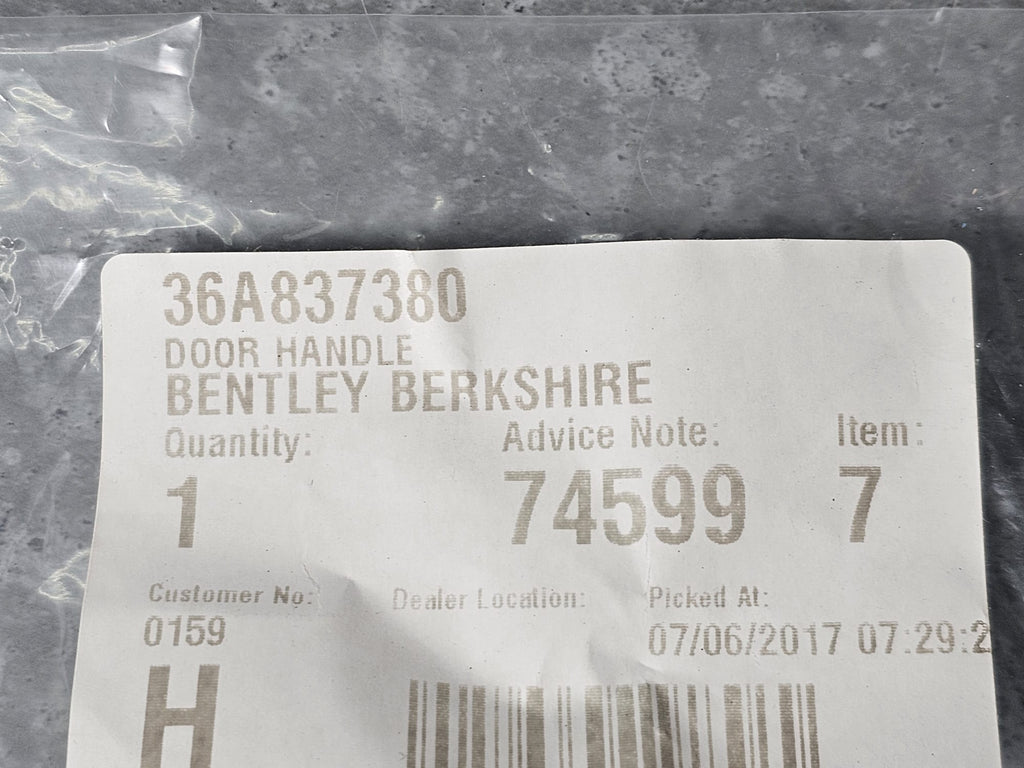 36A837380
DOOR HANDLE
BENTLEY BERKSHIRE
Quantity: Advice Note: Item:
1 74599 7
Customer No: Dealer Location: Picked At:
0159 07/06/2017 07:29:2
H